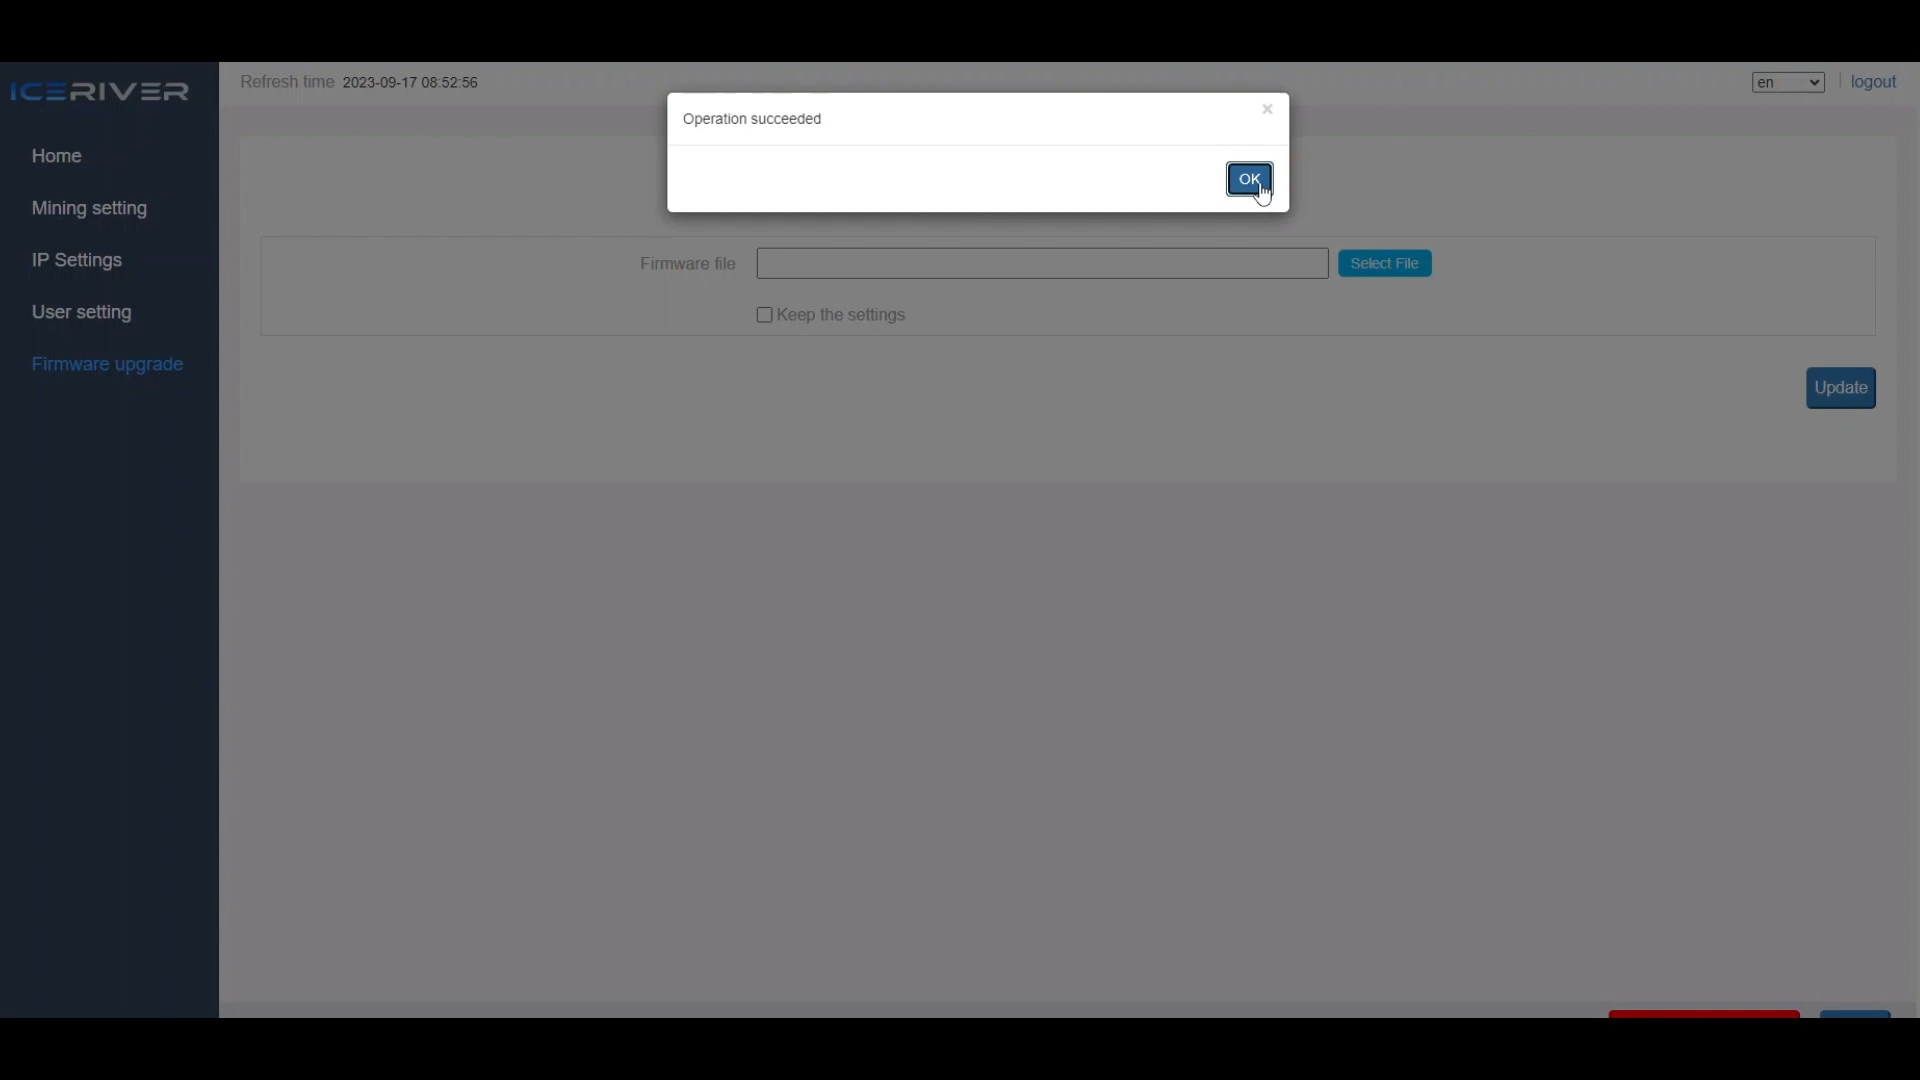 ICERIVER
Refresh time 2023-09-17 08:52:56
en
logout
Operation succeeded
×
OK
Home
Mining setting
IP Settings
User setting
Firmware upgrade
Firmware file
Select File
Keep the settings
Update